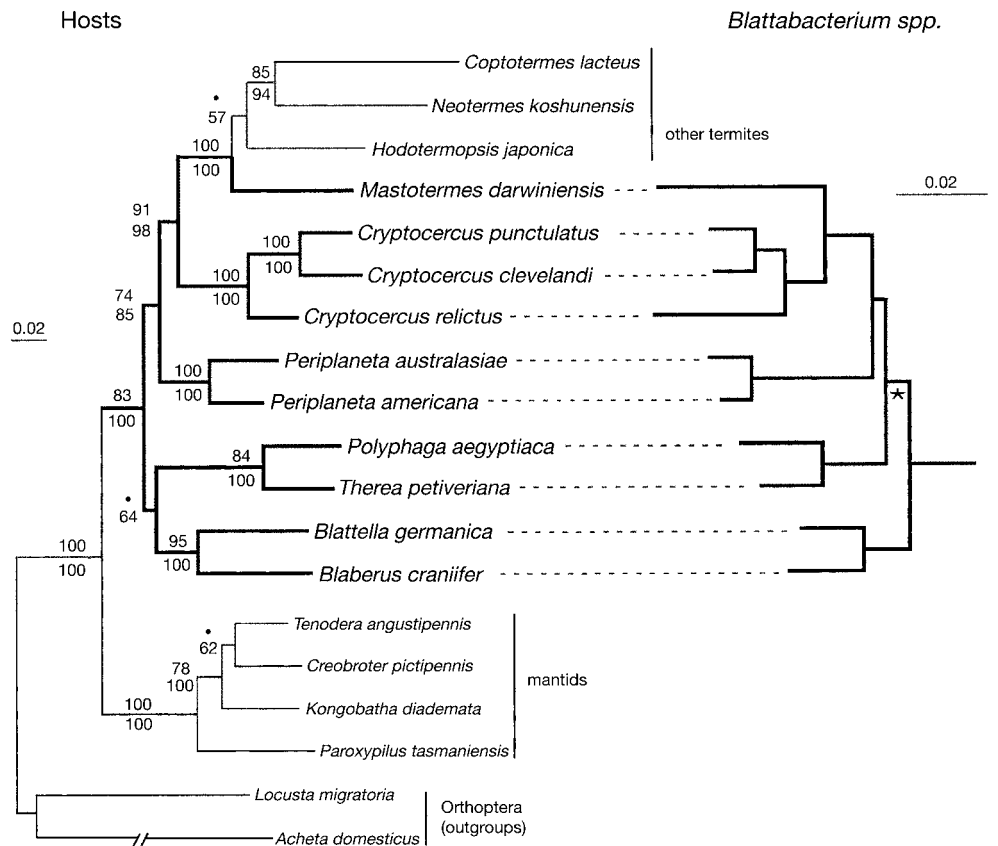 Hosts
Blattabacterium spp.
85
94
Coptotermes lacteus
•
57
Neotermes koshunensis
other termites
100
100
Hodotermopsis japonica
Mastotermes darwiniensis
0.02
91
98
100
100
Cryptocercus punctulatus
Cryptocercus clevelandi
100
100
74
85
Cryptocercus relictus
0.02
Periplaneta australasiae
100
100
83
100
Periplaneta americana
*
Polyphaga aegyptiaca
84
100
Therea petiveriana
•
64
Blattella germanica
95
100
Blaberus craniifer
100
100
•
62
Tenodera angustipennis
78
100
Creobroter pictipennis
mantids
100
100
Kongobatha diademata
Paroxypilus tasmaniensis
Locusta migratoria
Orthoptera
(outgroups)
Acheta domesticus